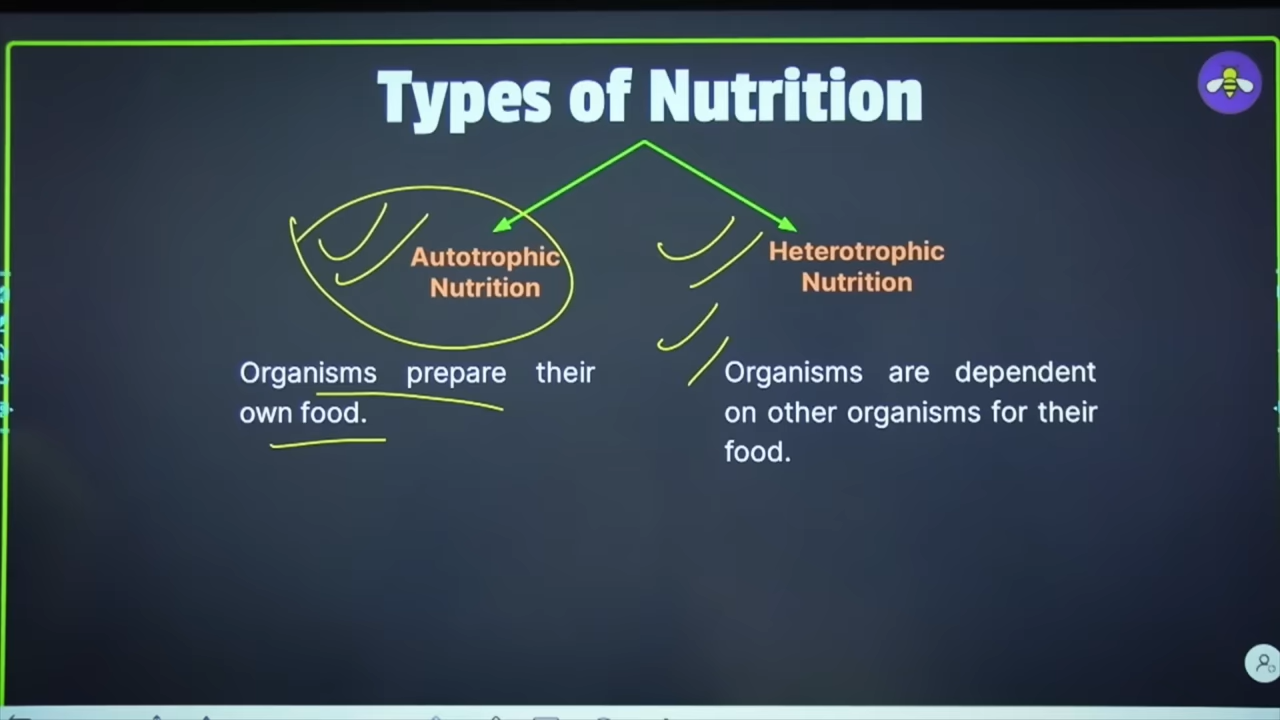 Types of Nutrition
Autotrophic
Nutrition
Heterotrophic
Nutrition
Organisms prepare their
own food.
Organisms are dependent
on other organisms for their
food.